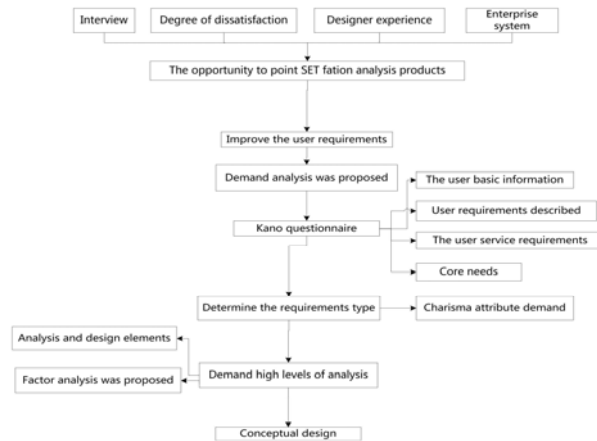 Interview
Degree of dissatisfaction
Designer experience
Enterprise
system
The opportunity to point SET fation analysis products
Improve the user requirements
Demand analysis was proposed
The user basic information
User requirements described
Kano questionnaire
The user service requirements
Core needs
Determine the requirements type
Charisma attribute demand
Analysis and design elements
Demand high levels of analysis
Factor analysis was proposed
Conceptual design